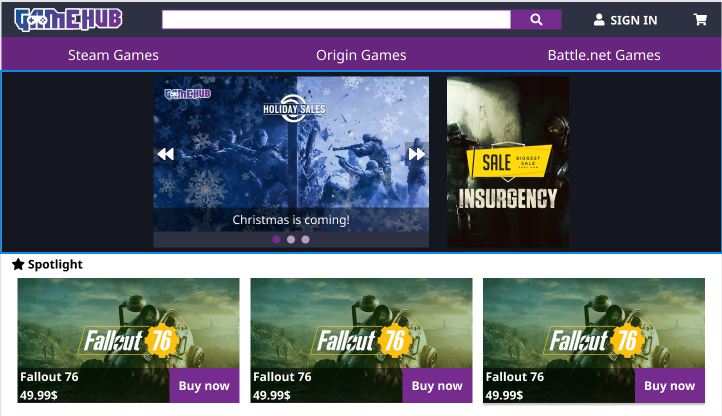 GAMEHUB
SIGN IN
Steam Games
Origin Games
Battle.net Games
GAMEHUB
HOLIDAY SALES
Christmas is coming!
SALE
BIGGEST
SALE
INSURGENCY
Spotlight
Fallout 76
Fallout 76
49.99$
Buy now
Fallout 76
Fallout 76
49.99$
Buy now
Fallout 76
Fallout 76
49.99$
Buy now